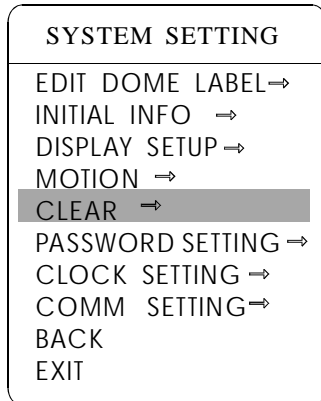 SYSTEM SETTING
EDIT DOME LABEL⇒
INITIAL INFO ⇒
DISPLAY SETUP ⇒
MOTION ⇒
CLEAR ⇒
PASSWORD SETTING ⇒
CLOCK SETTING ⇒
COMM SETTING⇒
BACK
EXIT